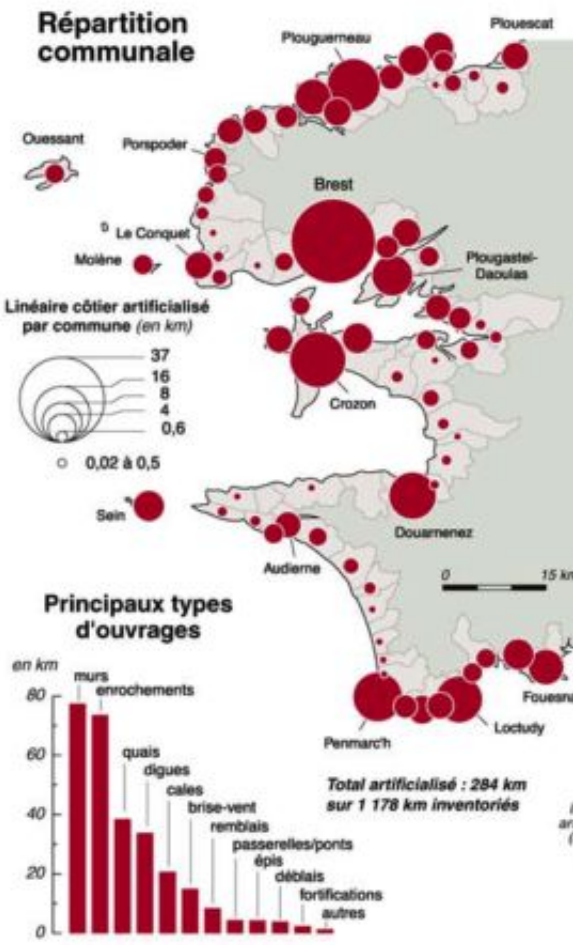 Répartition
communale
Plouescat
Plouguerneau
Ouessant
Porspoder
Brest
Le Conquet
Molène
Plougastel-
Daoulas
Linéaire côtier artificialisé
par commune (en km)
37
16
8
4
0,6
0,02 à 0,5
Crozon
Sein
Douarnenez
Audierne
0 15 km
Principaux types
d'ouvrages
en km
murs
enrochements
quais
digues
cales
brise-vent
remblais
passerelles/ponts
épis
déblais
fortifications
autres
80
60
40
20
0
Fouesna
Loctudy
Penmarc'h
Total artificialisé : 284 km
sur 1 178 km inventoriés